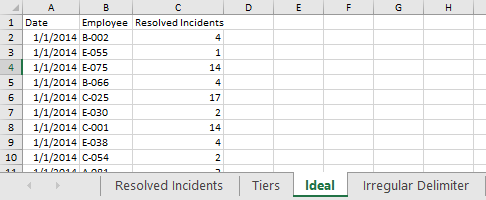 A B C D E F G H
1 Date Employee Resolved Incidents
2 1/1/2014 B-002 4
3 1/1/2014 E-055 1
4 1/1/2014 E-075 14
5 1/1/2014 B-066 4
6 1/1/2014 C-025 17
7 1/1/2014 E-030 2
8 1/1/2014 C-001 14
9 1/1/2014 E-038 4
10 1/1/2014 C-054 2
11 1/1/2014
Resolved Incidents Tiers Ideal Irregular Delimiter